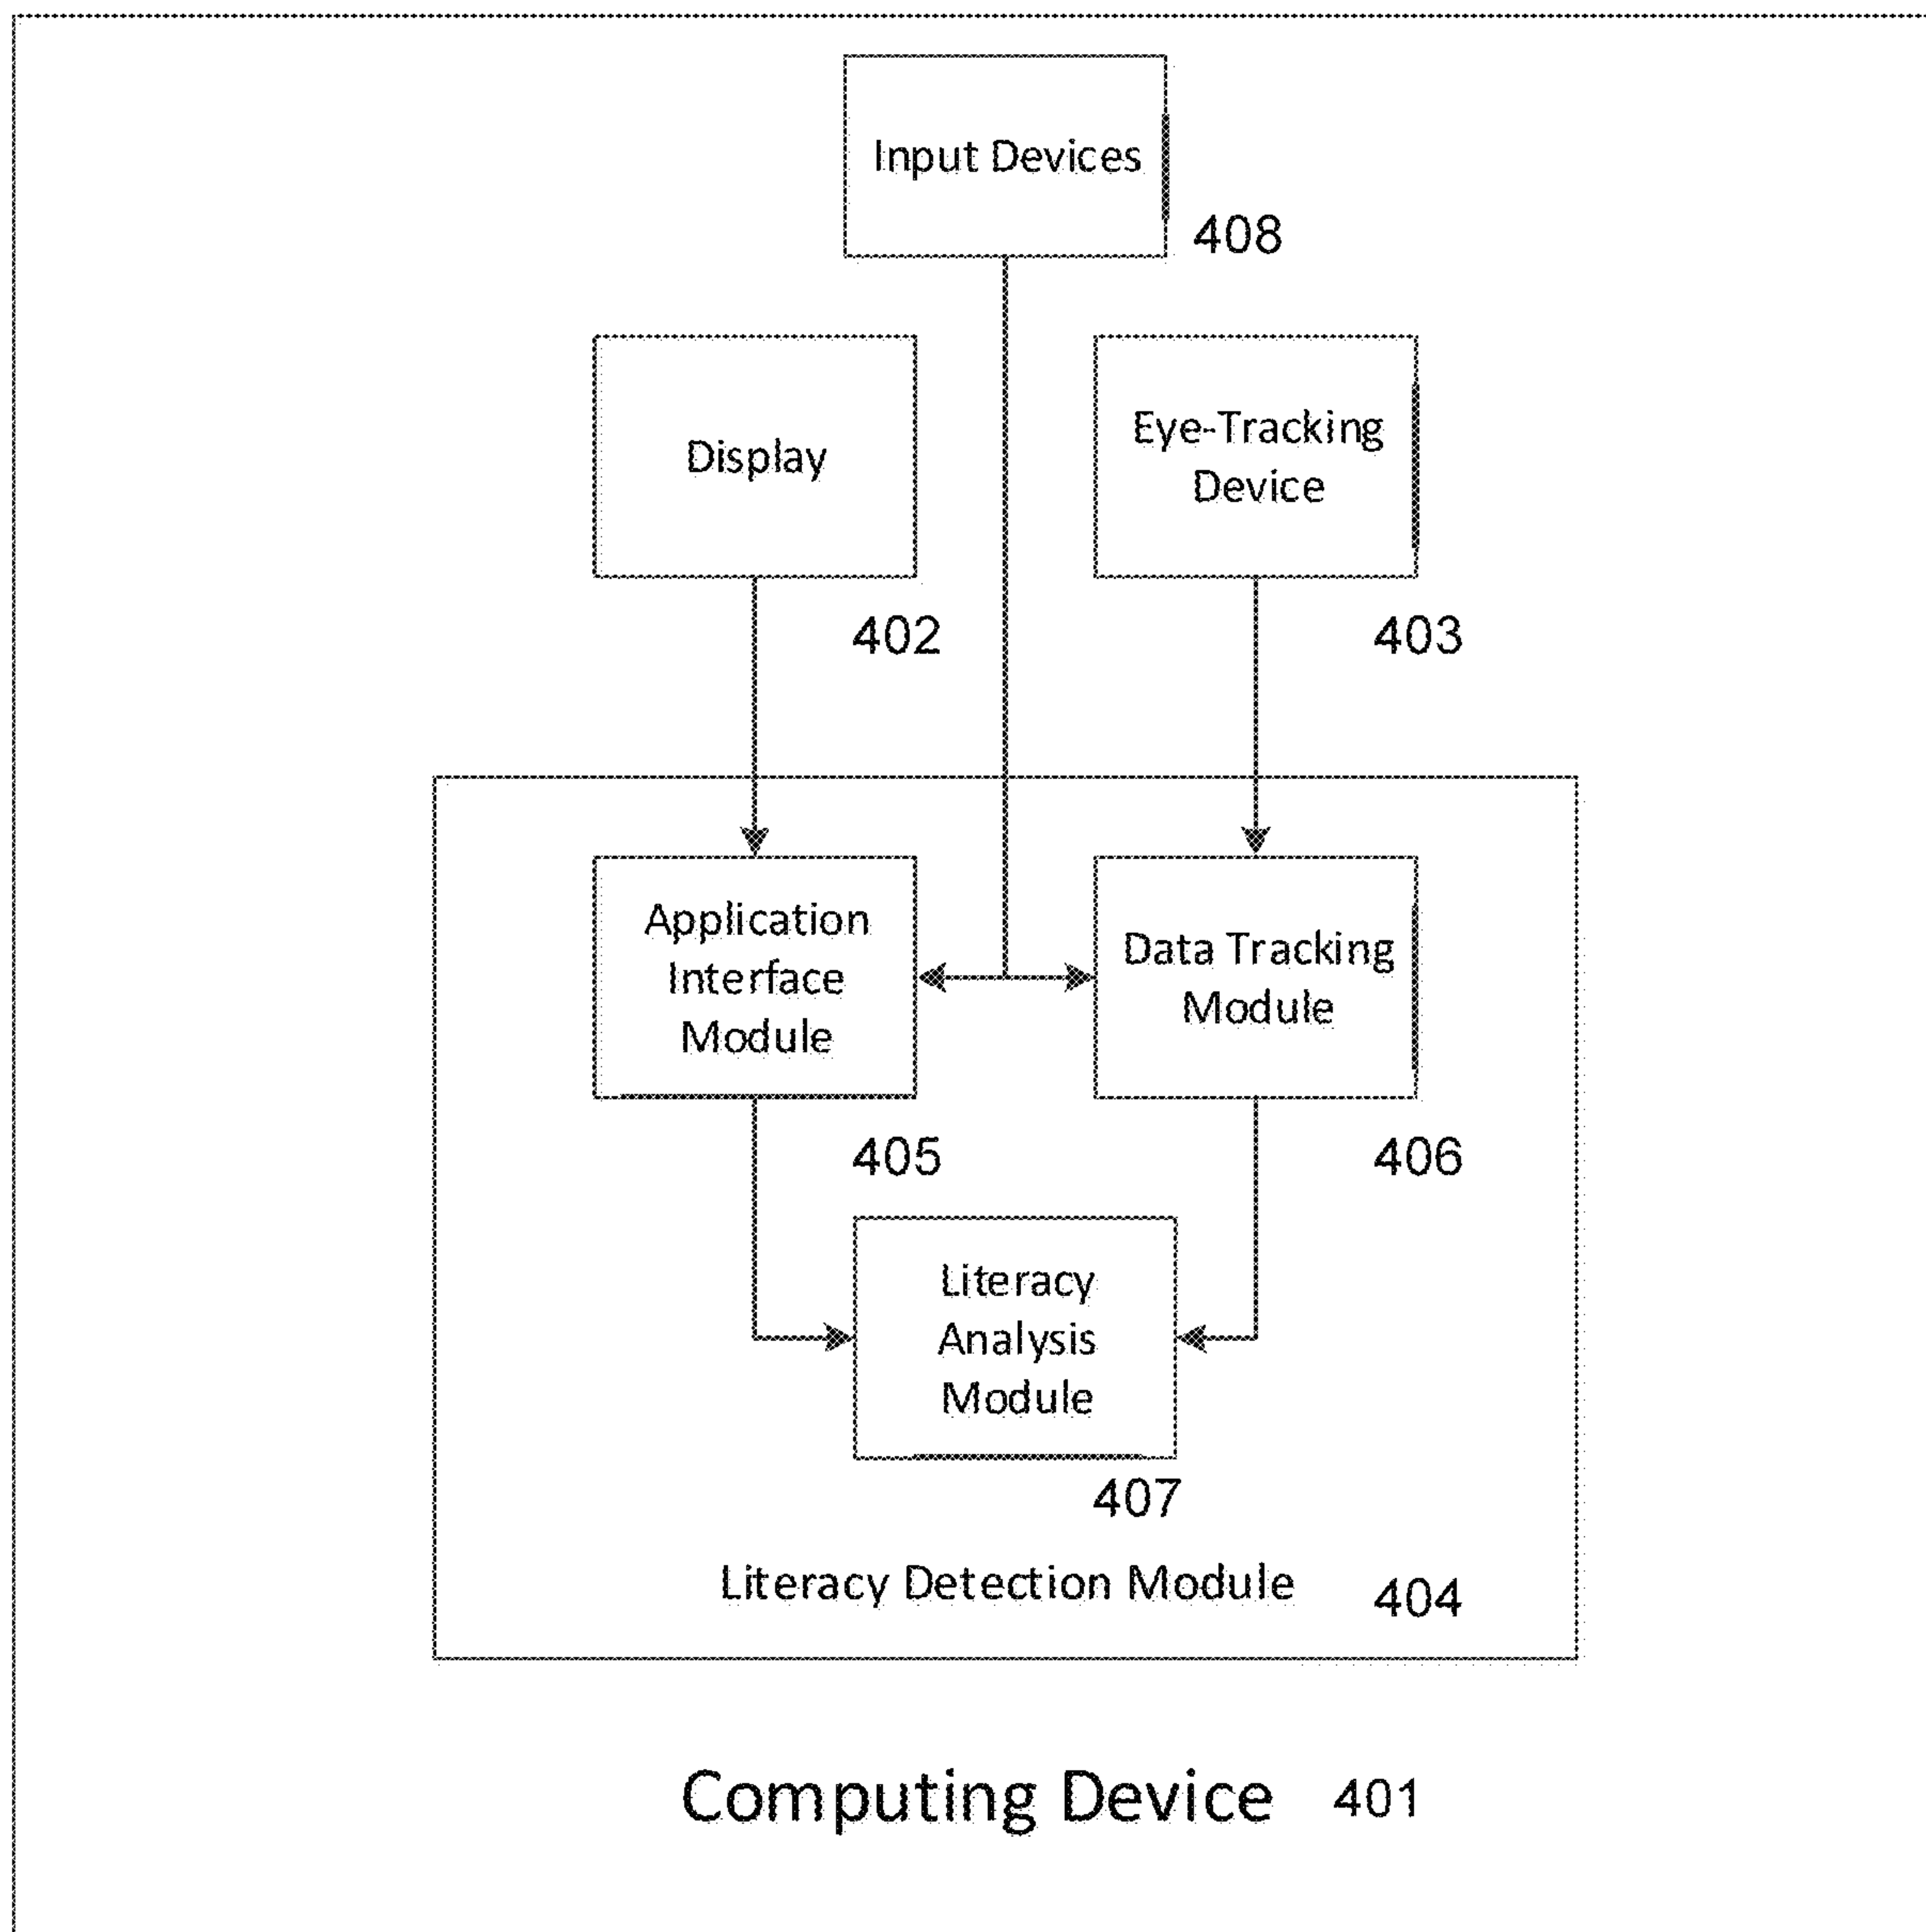 Input Devices
408
Display
402
Eye-Tracking
Device
403
Application
Interface
Module
405
Data Tracking
Module
406
Literacy
Analysis
Module
407
Literacy Detection Module 404
Computing Device 401